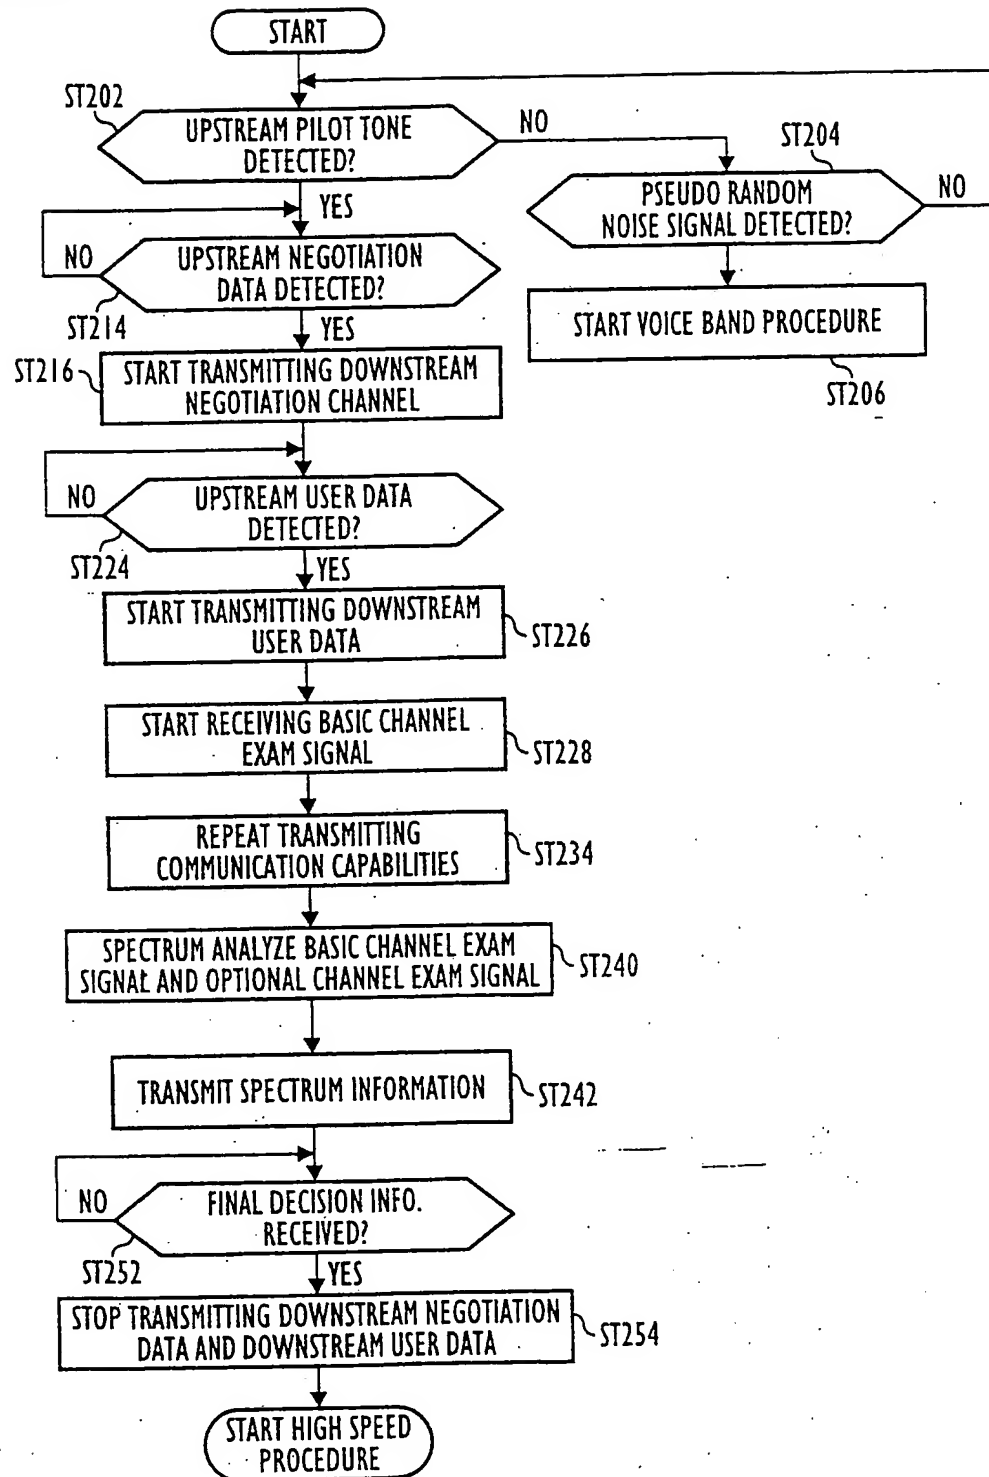 START
ST202
UPSTREAM PILOT TONE
DETECTED?
NO
ST204
PSEUDO RANDOM
NOISE SIGNAL DETECTED?
NO
YES
NO
UPSTREAM NEGOTIATION
DATA DETECTED?
ST214
START VOICE BAND PROCEDURE
ST206
YES
ST216
START TRANSMITTING DOWNSTREAM
NEGOTIATION CHANNEL
NO
UPSTREAM USER DATA
DETECTED?
ST224
YES
START TRANSMITTING DOWNSTREAM
USER DATA
ST226
START RECEIVING BASIC CHANNEL
EXAM SIGNAL
ST228
REPEAT TRANSMITTING
COMMUNICATION CAPABILITIES
ST234
SPECTRUM ANALYZE BASIC CHANNEL EXAM
SIGNAL AND OPTIONAL CHANNEL EXAM SIGNAL
ST240
TRANSMIT SPECTRUM INFORMATION
ST242
NO
FINAL DECISION INFO.
RECEIVED?
ST252
YES
STOP TRANSMITTING DOWNSTREAM NEGOTIATION
DATA AND DOWNSTREAM USER DATA
ST254
START HIGH SPEED
PROCEDURE